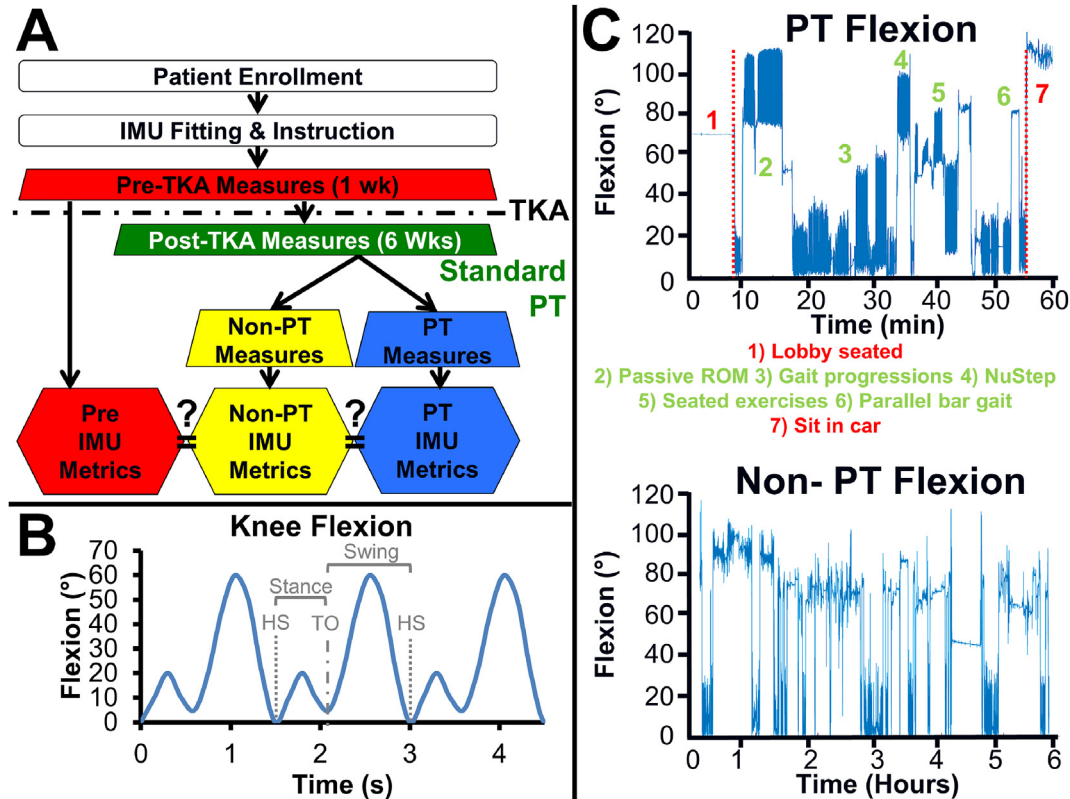 A
Patient Enrollment
IMU Fitting & Instruction
Pre-TKA Measures (1 wk)
TKA
Post-TKA Measures (6 Wks)
Standard
PT
Non-PT
Measures
PT
Measures
?
?
Pre
IMU
Metrics
=
Non-PT
IMU
Metrics
=
PT
IMU
Metrics
B
Knee Flexion
Flexion (°)
70
60
50
40
30
20
10
0
Swing
Stance
HS
TO
HS
0 1 2 3 4
Time (s)
C
PT Flexion
Flexion (°)
120
100
80
60
40
20
0
1
2
3
4
5
6
7
0 10 20 30 40 50 60
Time (min)
1) Lobby seated
2) Passive ROM 3) Gait progressions 4) NuStep
5) Seated exercises 6) Parallel bar gait
7) Sit in car
Non- PT Flexion
Flexion (°)
120
100
80
60
40
20
0
0 1 2 3 4 5 6
Time (Hours)